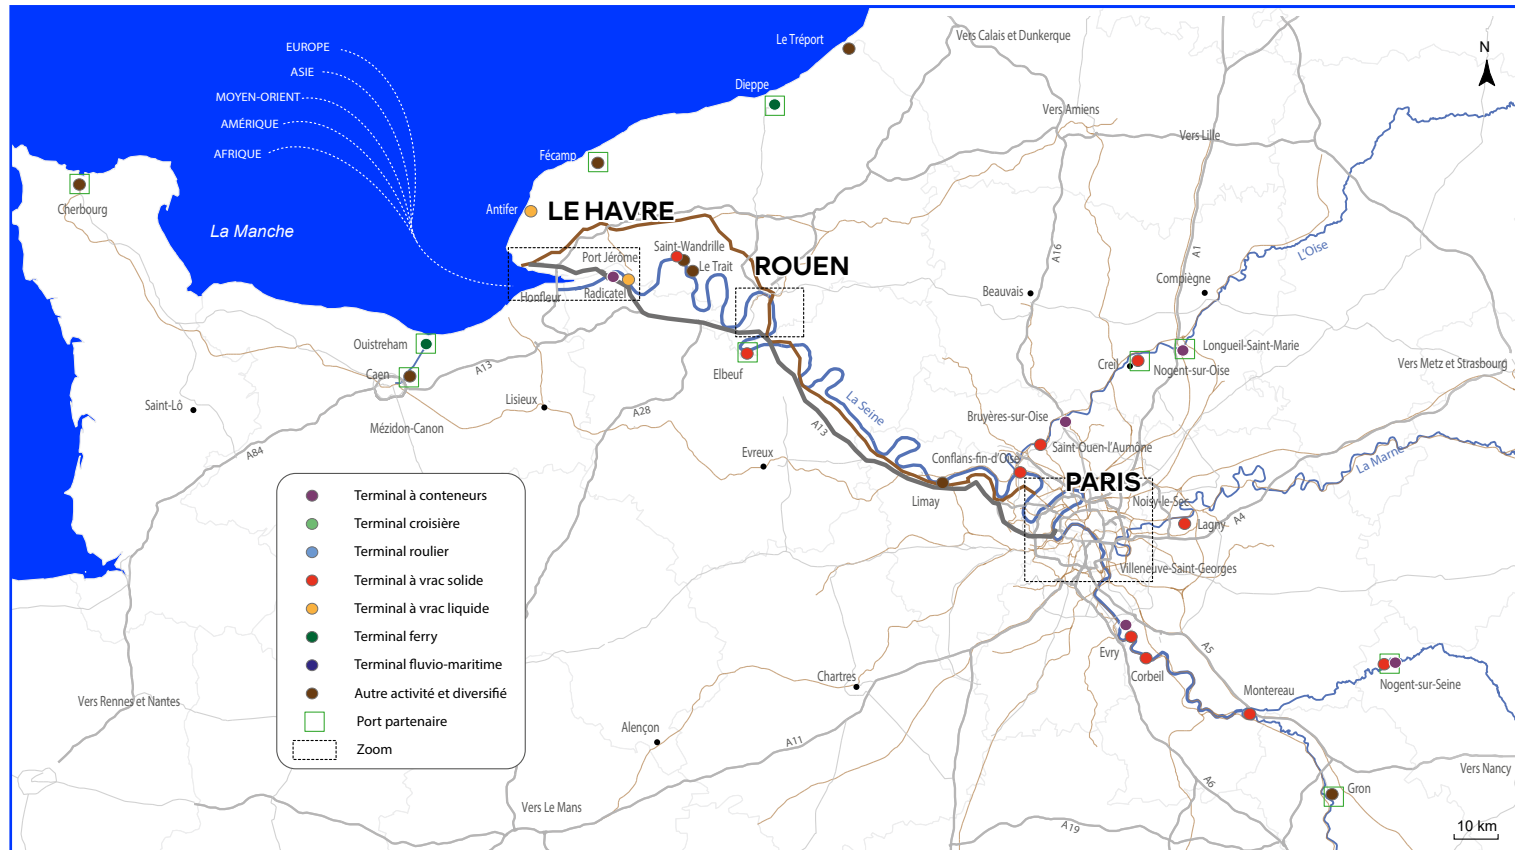 Le Tréport
Vers Calais et Dunkerque
EUROPE
ASIE
MOYEN-ORIENT
AMÉRIQUE
AFRIQUE
N
Dieppe
Vers Amiens
Vers Lille
Fécamp
Cherbourg
Antifer
LE HAVRE
La Manche
Port Jérôme
Saint-Wandrille
Le Trait
ROUEN
A16
A1
L'Oise
Compiègne
Honfleur
Radicatel
Beauvais
Ouistreham
Caen
A13
Elbeuf
Longueil-Saint-Marie
Creil
Nogent-sur-Oise
Vers Metz et Strasbourg
Saint-Lô
Lisieux
A28
La Seine
A13
Mézidon-Canon
Bruyères-sur-Oise
Saint-Ouen-l'Aumône
A84
Evreux
Conflans-fin-d'Oise
La Marne
Limay
PARIS
Noisy-le-Sec
Lagny
A4
Villeneuve-Saint-Georges
Terminal à conteneurs
Terminal croisière
Terminal roulier
Terminal à vrac solide
Terminal à vrac liquide
Terminal ferry
Terminal fluvio-maritime
Autre activité et diversifié
Port partenaire
Zoom
Evry
Corbeil
A5
Montereau
Nogent-sur-Seine
Chartres
Vers Rennes et Nantes
Alençon
A11
A6
Vers Nancy
Gron
Vers Le Mans
A19
10 km